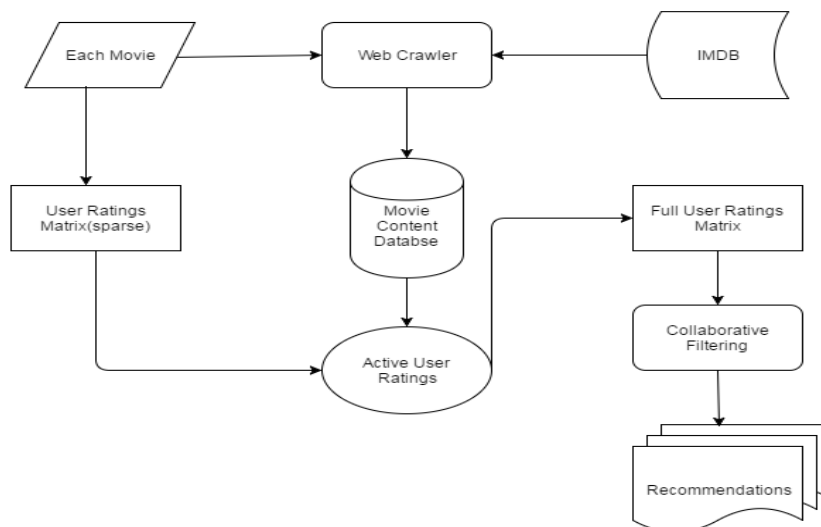 Each Movie
Web Crawler
IMDB
User Ratings
Matrix(sparse)
Movie
Content
Databse
Full User Ratings
Matrix
Active User
Ratings
Collaborative
Filtering
Recommendations